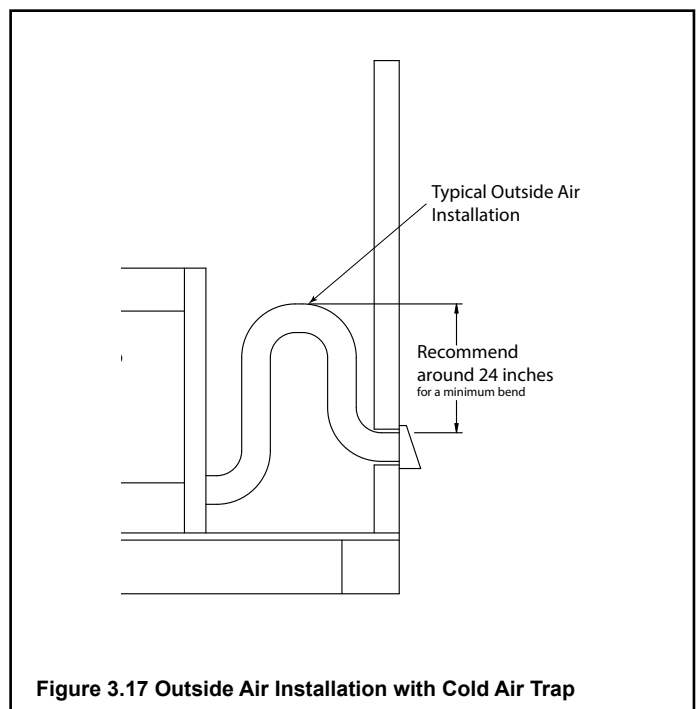 Typical Outside Air
Installation
Recommend
around 24 inches
for a minimum bend
Figure 3.17 Outside Air Installation with Cold Air Trap